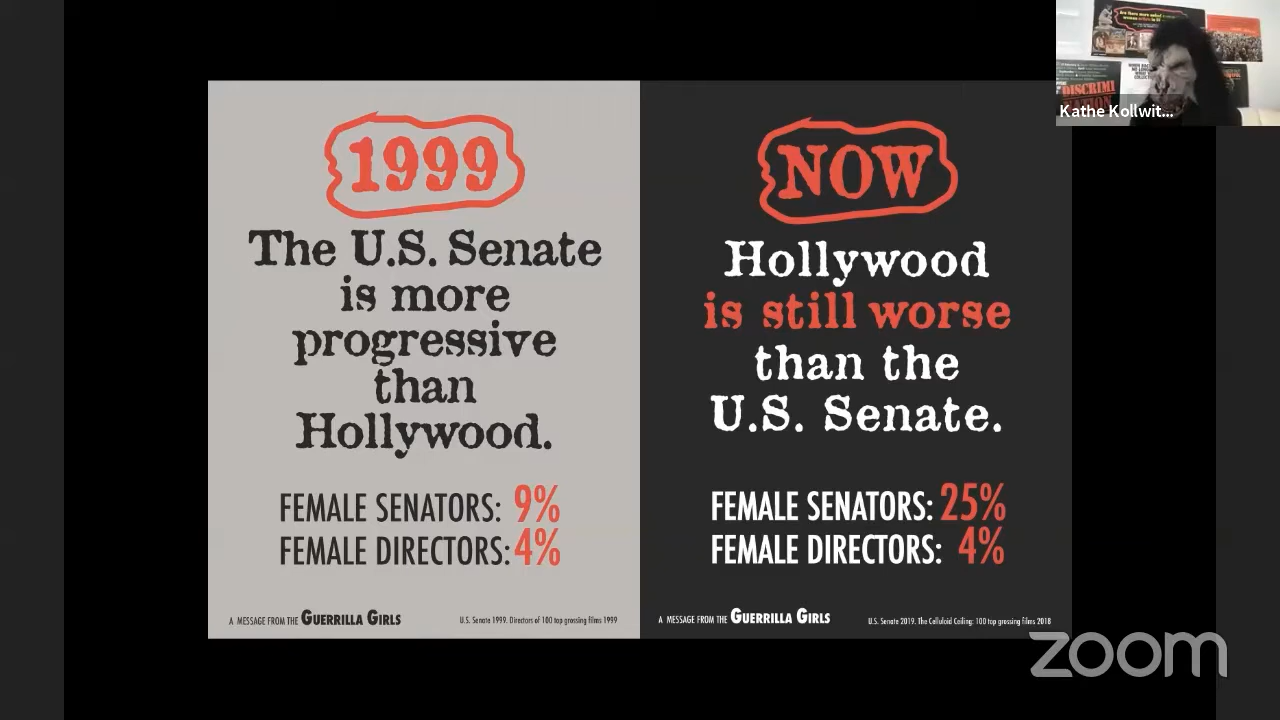 1999
The U.S. Senate
is more
progressive
than
Hollywood.
FEMALE SENATORS: 9%
FEMALE DIRECTORS: 4%
A MESSAGE FROM THE GUERRILLA GIRLS
U.S. Senate 1999. Directors of 100 top grossing films 1999
NOW
Hollywood
is still worse
than the
U.S. Senate.
FEMALE SENATORS: 25%
FEMALE DIRECTORS: 4%
A MESSAGE FROM THE GUERRILLA GIRLS
U.S. Senate 2019. The Celluloid Ceiling: 100 top grossing films 2018
DISCRIMI
NATION
Kathe Kollwit...
zoom